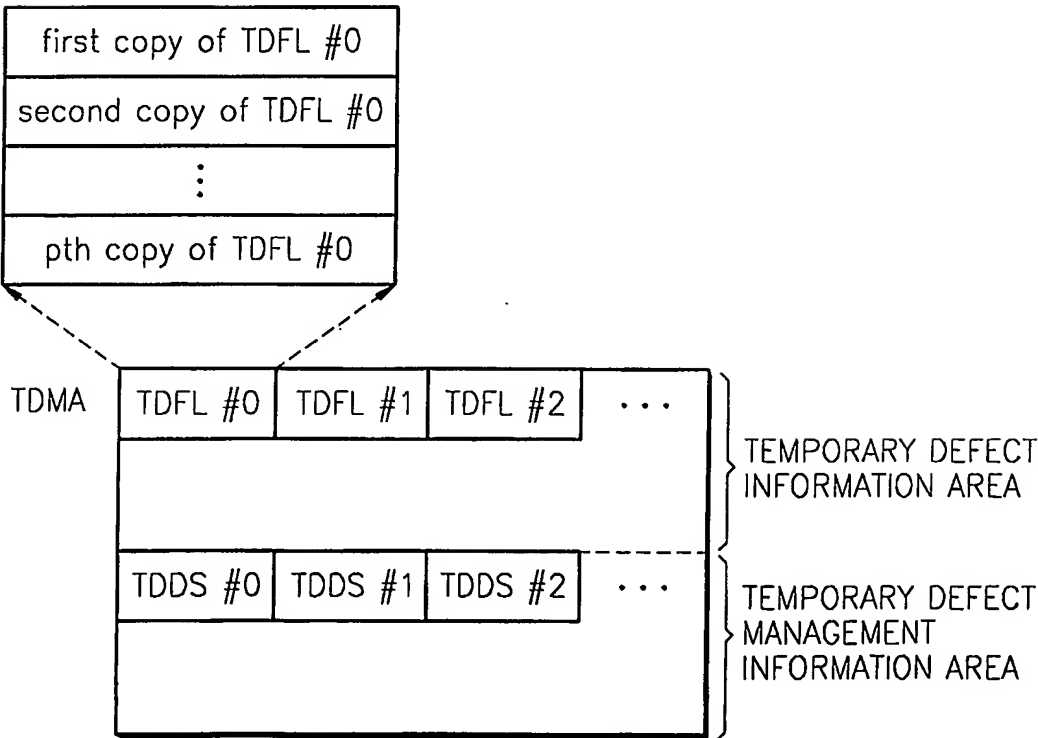 first copy of TDFL #0
second copy of TDFL #0
⋮
pth copy of TDFL #0
TDMA
TDFL #0
TDFL #1
TDFL #2
...
TEMPORARY DEFECT
INFORMATION AREA
TDDS #0
TDDS #1
TDDS #2
...
TEMPORARY DEFECT
MANAGEMENT
INFORMATION AREA